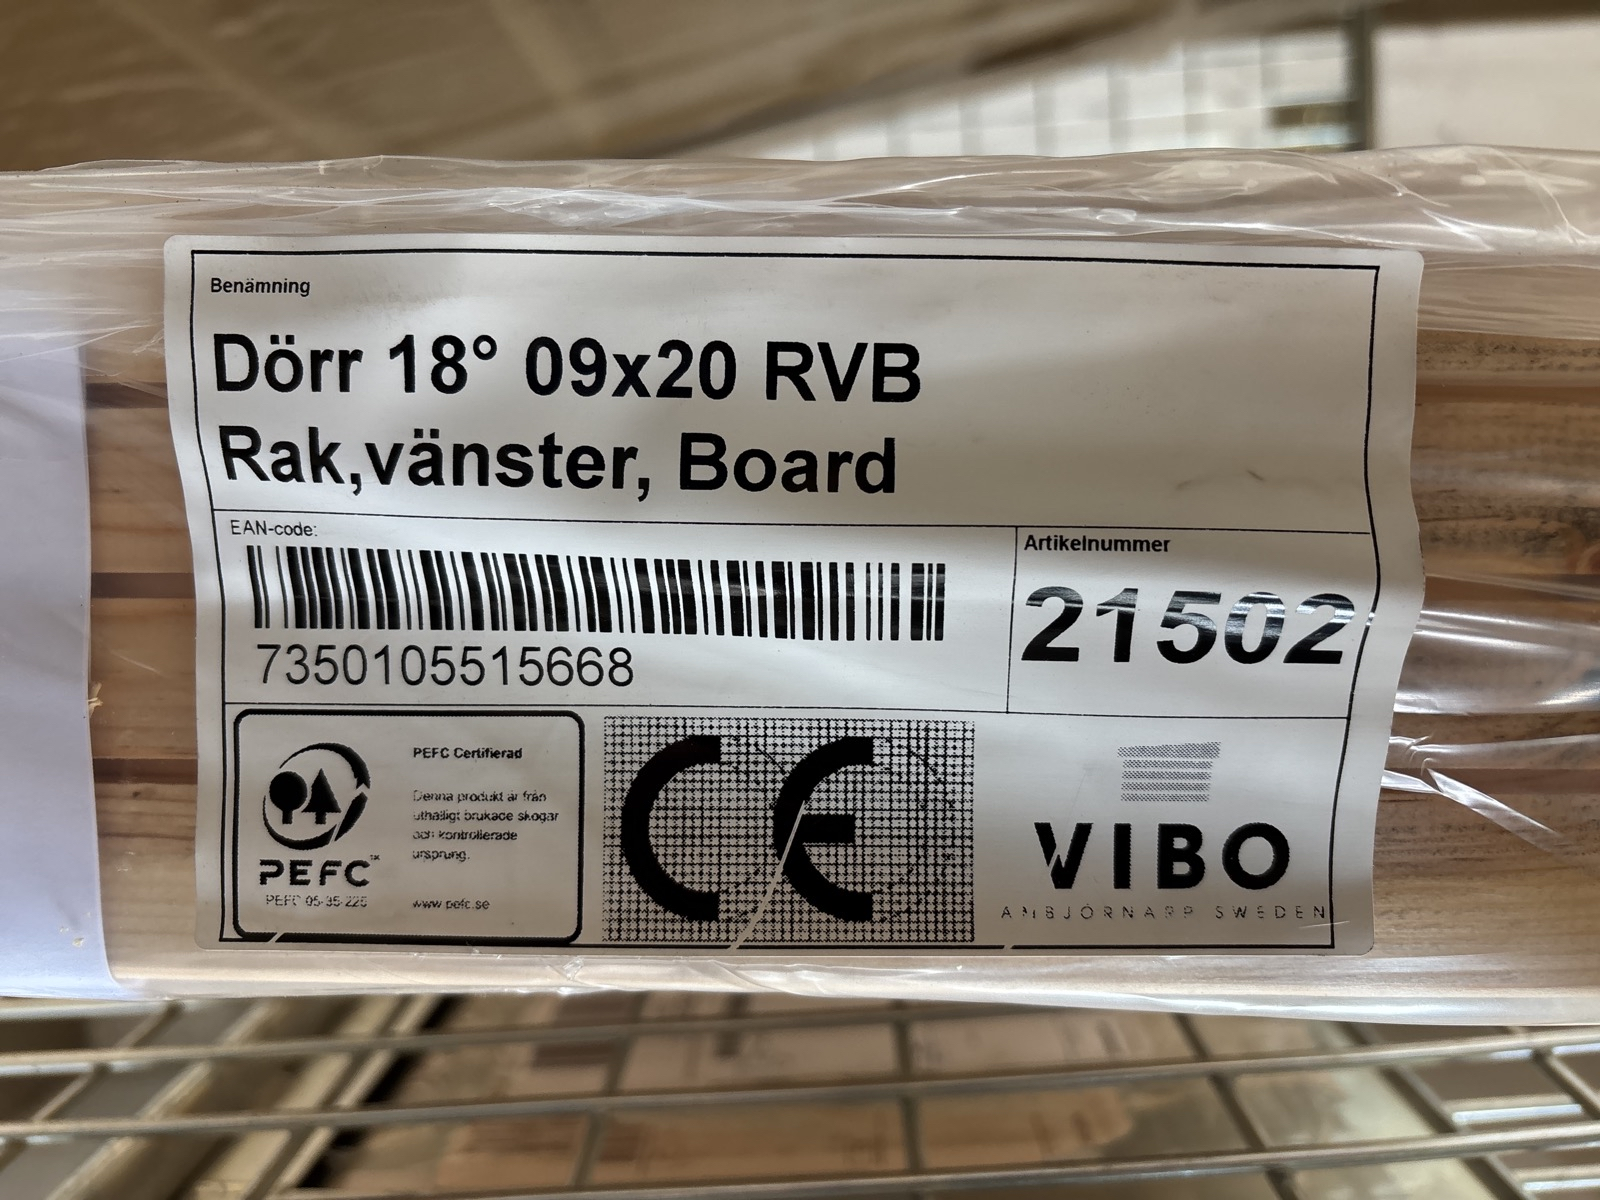 Benämning
Dörr 18° 09x20 RVB
Rak,vänster, Board
EAN-code:
7350105515668
Artikelnummer
21502
PEFC Certifierad
Denna produkt är från
uthålligt brukade skogar
och kontrollerade
ursprung.
www.pefc.se
PEFC™
PEFC 05-35-225
CE
VIBO
AMBJÖRNARP SWEDEN